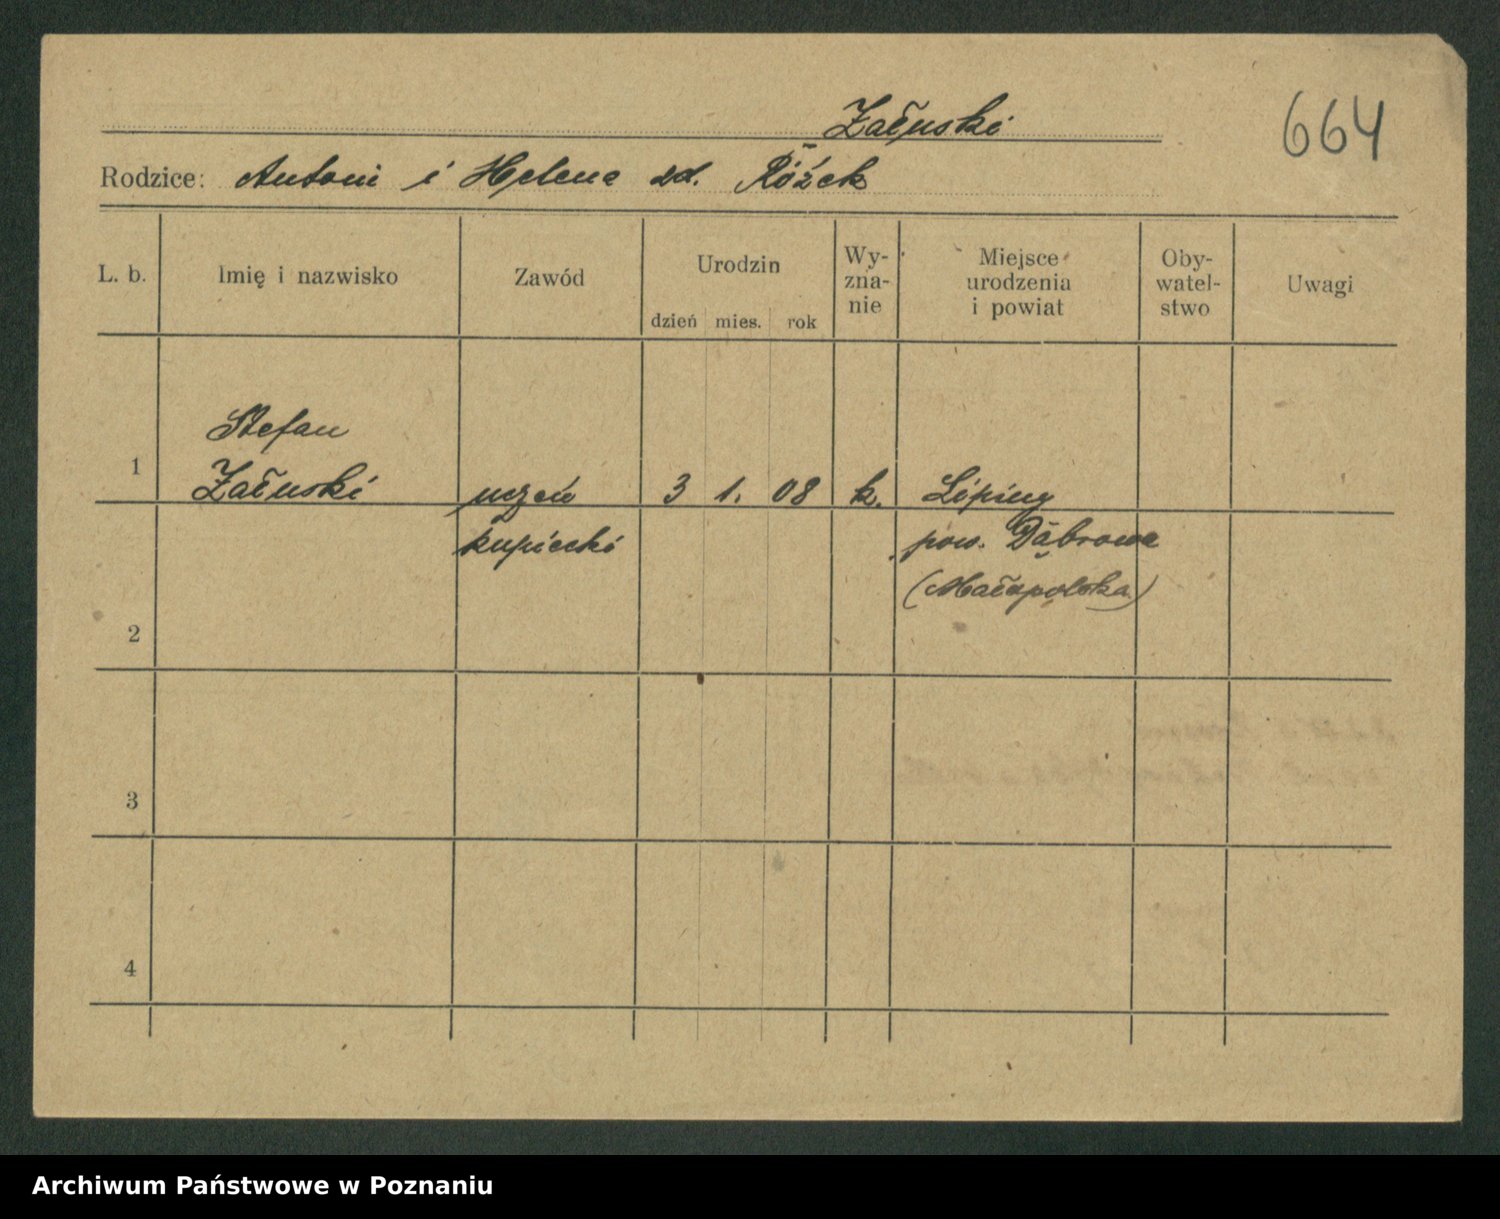 Załuski
664
Rodzice: Antoni i Helena zd. Różek
L. b.
Imię i nazwisko
Zawód
Urodzin
dzień mies. rok
Wy-
zna-
nie
Miejsce
urodzenia
i powiat
Oby-
watel-
stwo
Uwagi
Stefan
1 Załuski uczeń 3 1. 08 k. Lipiny
kupiecki pow. Dąbrowa
(Małopolska)
2
3
4
Archiwum Państwowe w Poznaniu